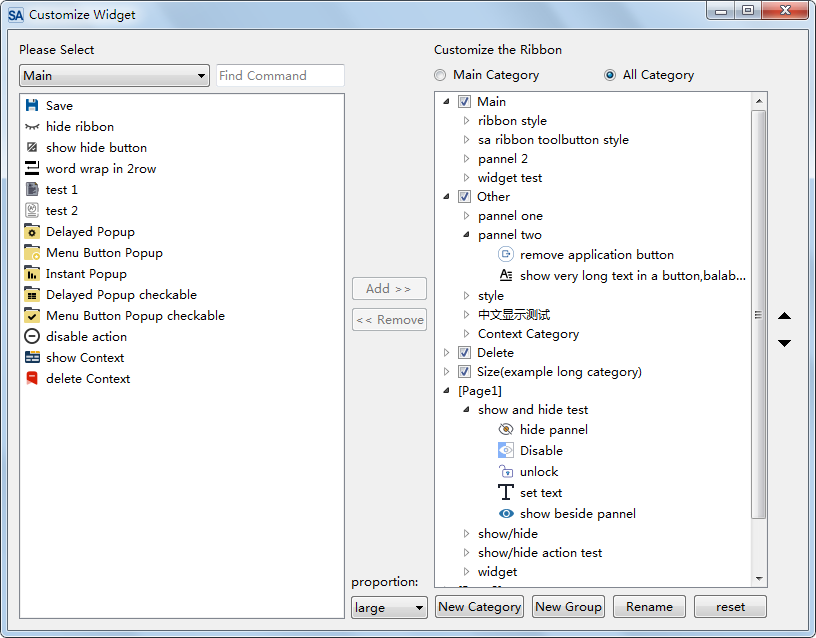 SA Customize Widget
Please Select
Main
Find Command
Save
hide ribbon
show hide button
word wrap in 2row
test 1
test 2
Delayed Popup
Menu Button Popup
Instant Popup
Delayed Popup checkable
Menu Button Popup checkable
disable action
show Context
delete Context
Add >>
<< Remove
proportion:
large
Customize the Ribbon
Main Category
All Category
Main
ribbon style
sa ribbon toolbutton style
pannel 2
widget test
Other
pannel one
pannel two
remove application button
show very long text in a button,balab...
style
中文显示测试
Context Category
Delete
Size(example long category)
[Page1]
show and hide test
hide pannel
Disable
unlock
set text
show beside pannel
show/hide
show/hide action test
widget
New Category
New Group
Rename
reset